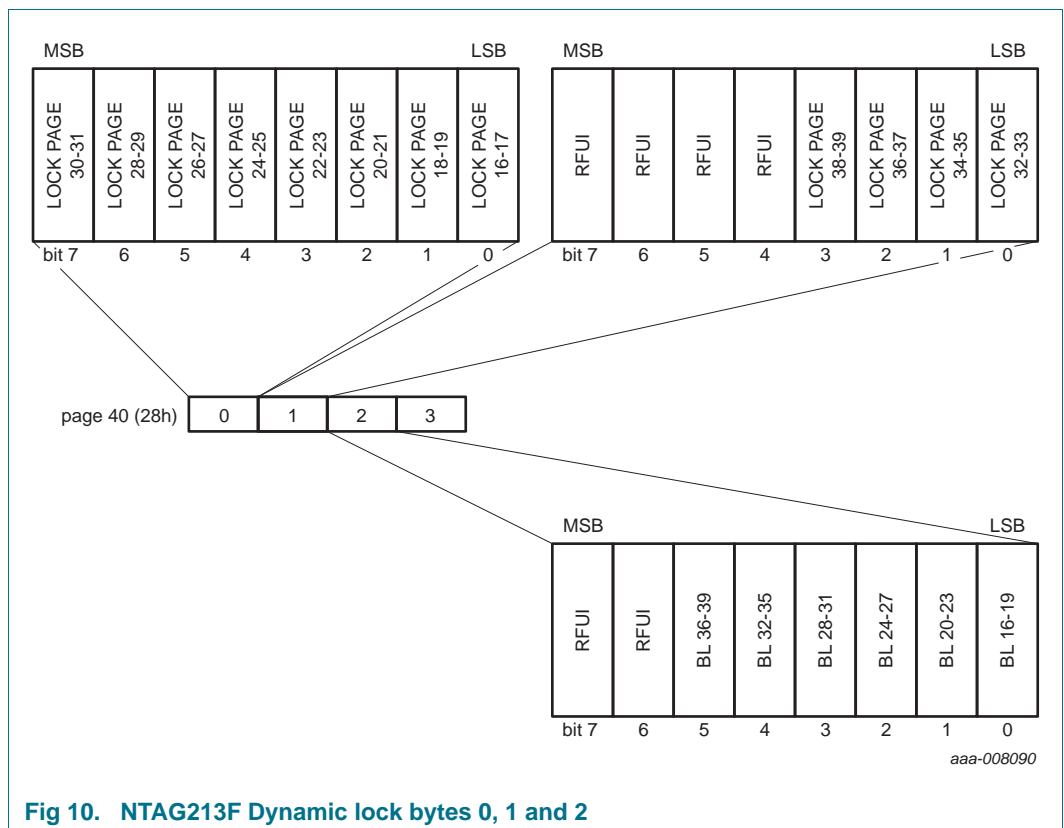 MSB LSB
LOCK PAGE 30-31
LOCK PAGE 28-29
LOCK PAGE 26-27
LOCK PAGE 24-25
LOCK PAGE 22-23
LOCK PAGE 20-21
LOCK PAGE 18-19
LOCK PAGE 16-17
bit 7 6 5 4 3 2 1 0
MSB LSB
RFUI
RFUI
RFUI
RFUI
LOCK PAGE 38-39
LOCK PAGE 36-37
LOCK PAGE 34-35
LOCK PAGE 32-33
bit 7 6 5 4 3 2 1 0
page 40 (28h) 0 1 2 3
MSB LSB
RFUI
RFUI
BL 36-39
BL 32-35
BL 28-31
BL 24-27
BL 20-23
BL 16-19
bit 7 6 5 4 3 2 1 0
aaa-008090
Fig 10. NTAG213F Dynamic lock bytes 0, 1 and 2